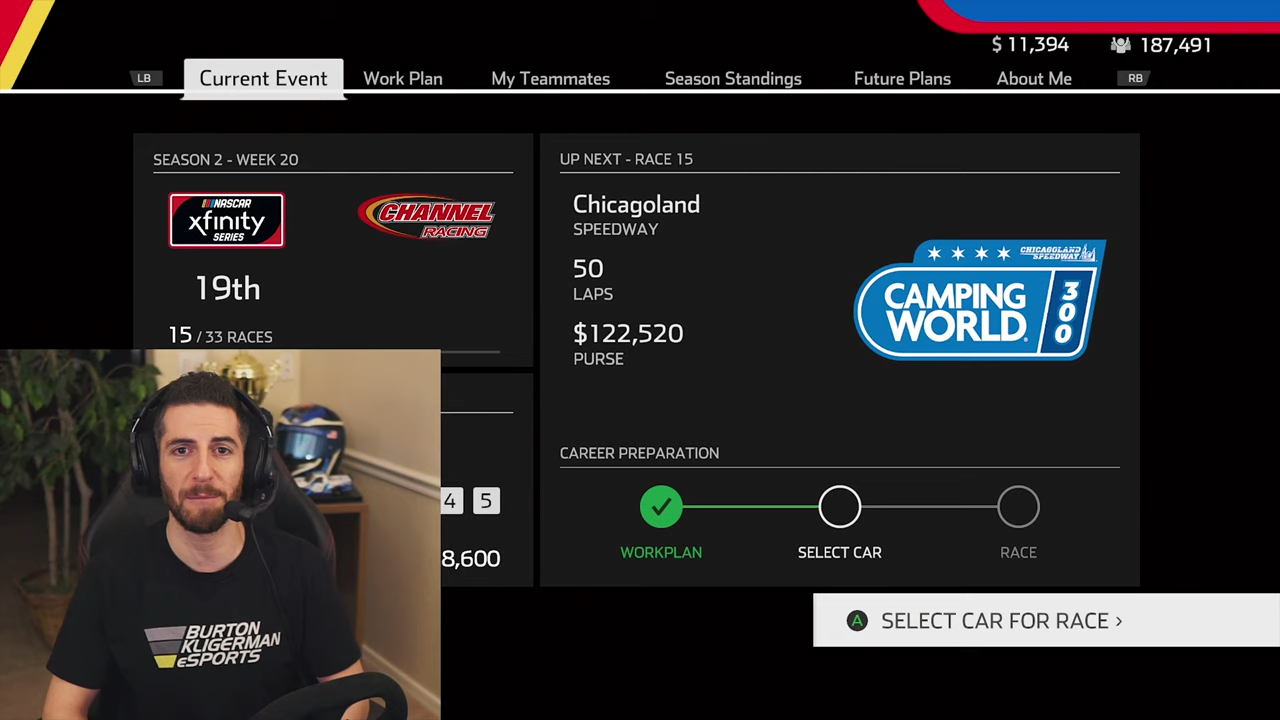 $ 11,394 187,491
LB Current Event Work Plan My Teammates Season Standings Future Plans About Me RB
SEASON 2 - WEEK 20
NASCAR
xfinity
SERIES
CHANNEL
RACING
19th
15 / 33 RACES
UP NEXT - RACE 15
Chicagoland
SPEEDWAY
50
LAPS
$122,520
PURSE
CHICAGOLAND
SPEEDWAY
CAMPING
WORLD
300
CAREER PREPARATION
WORKPLAN SELECT CAR RACE
4 5
8,600
A SELECT CAR FOR RACE >
BURTON
KLIGERMAN
eSPORTS